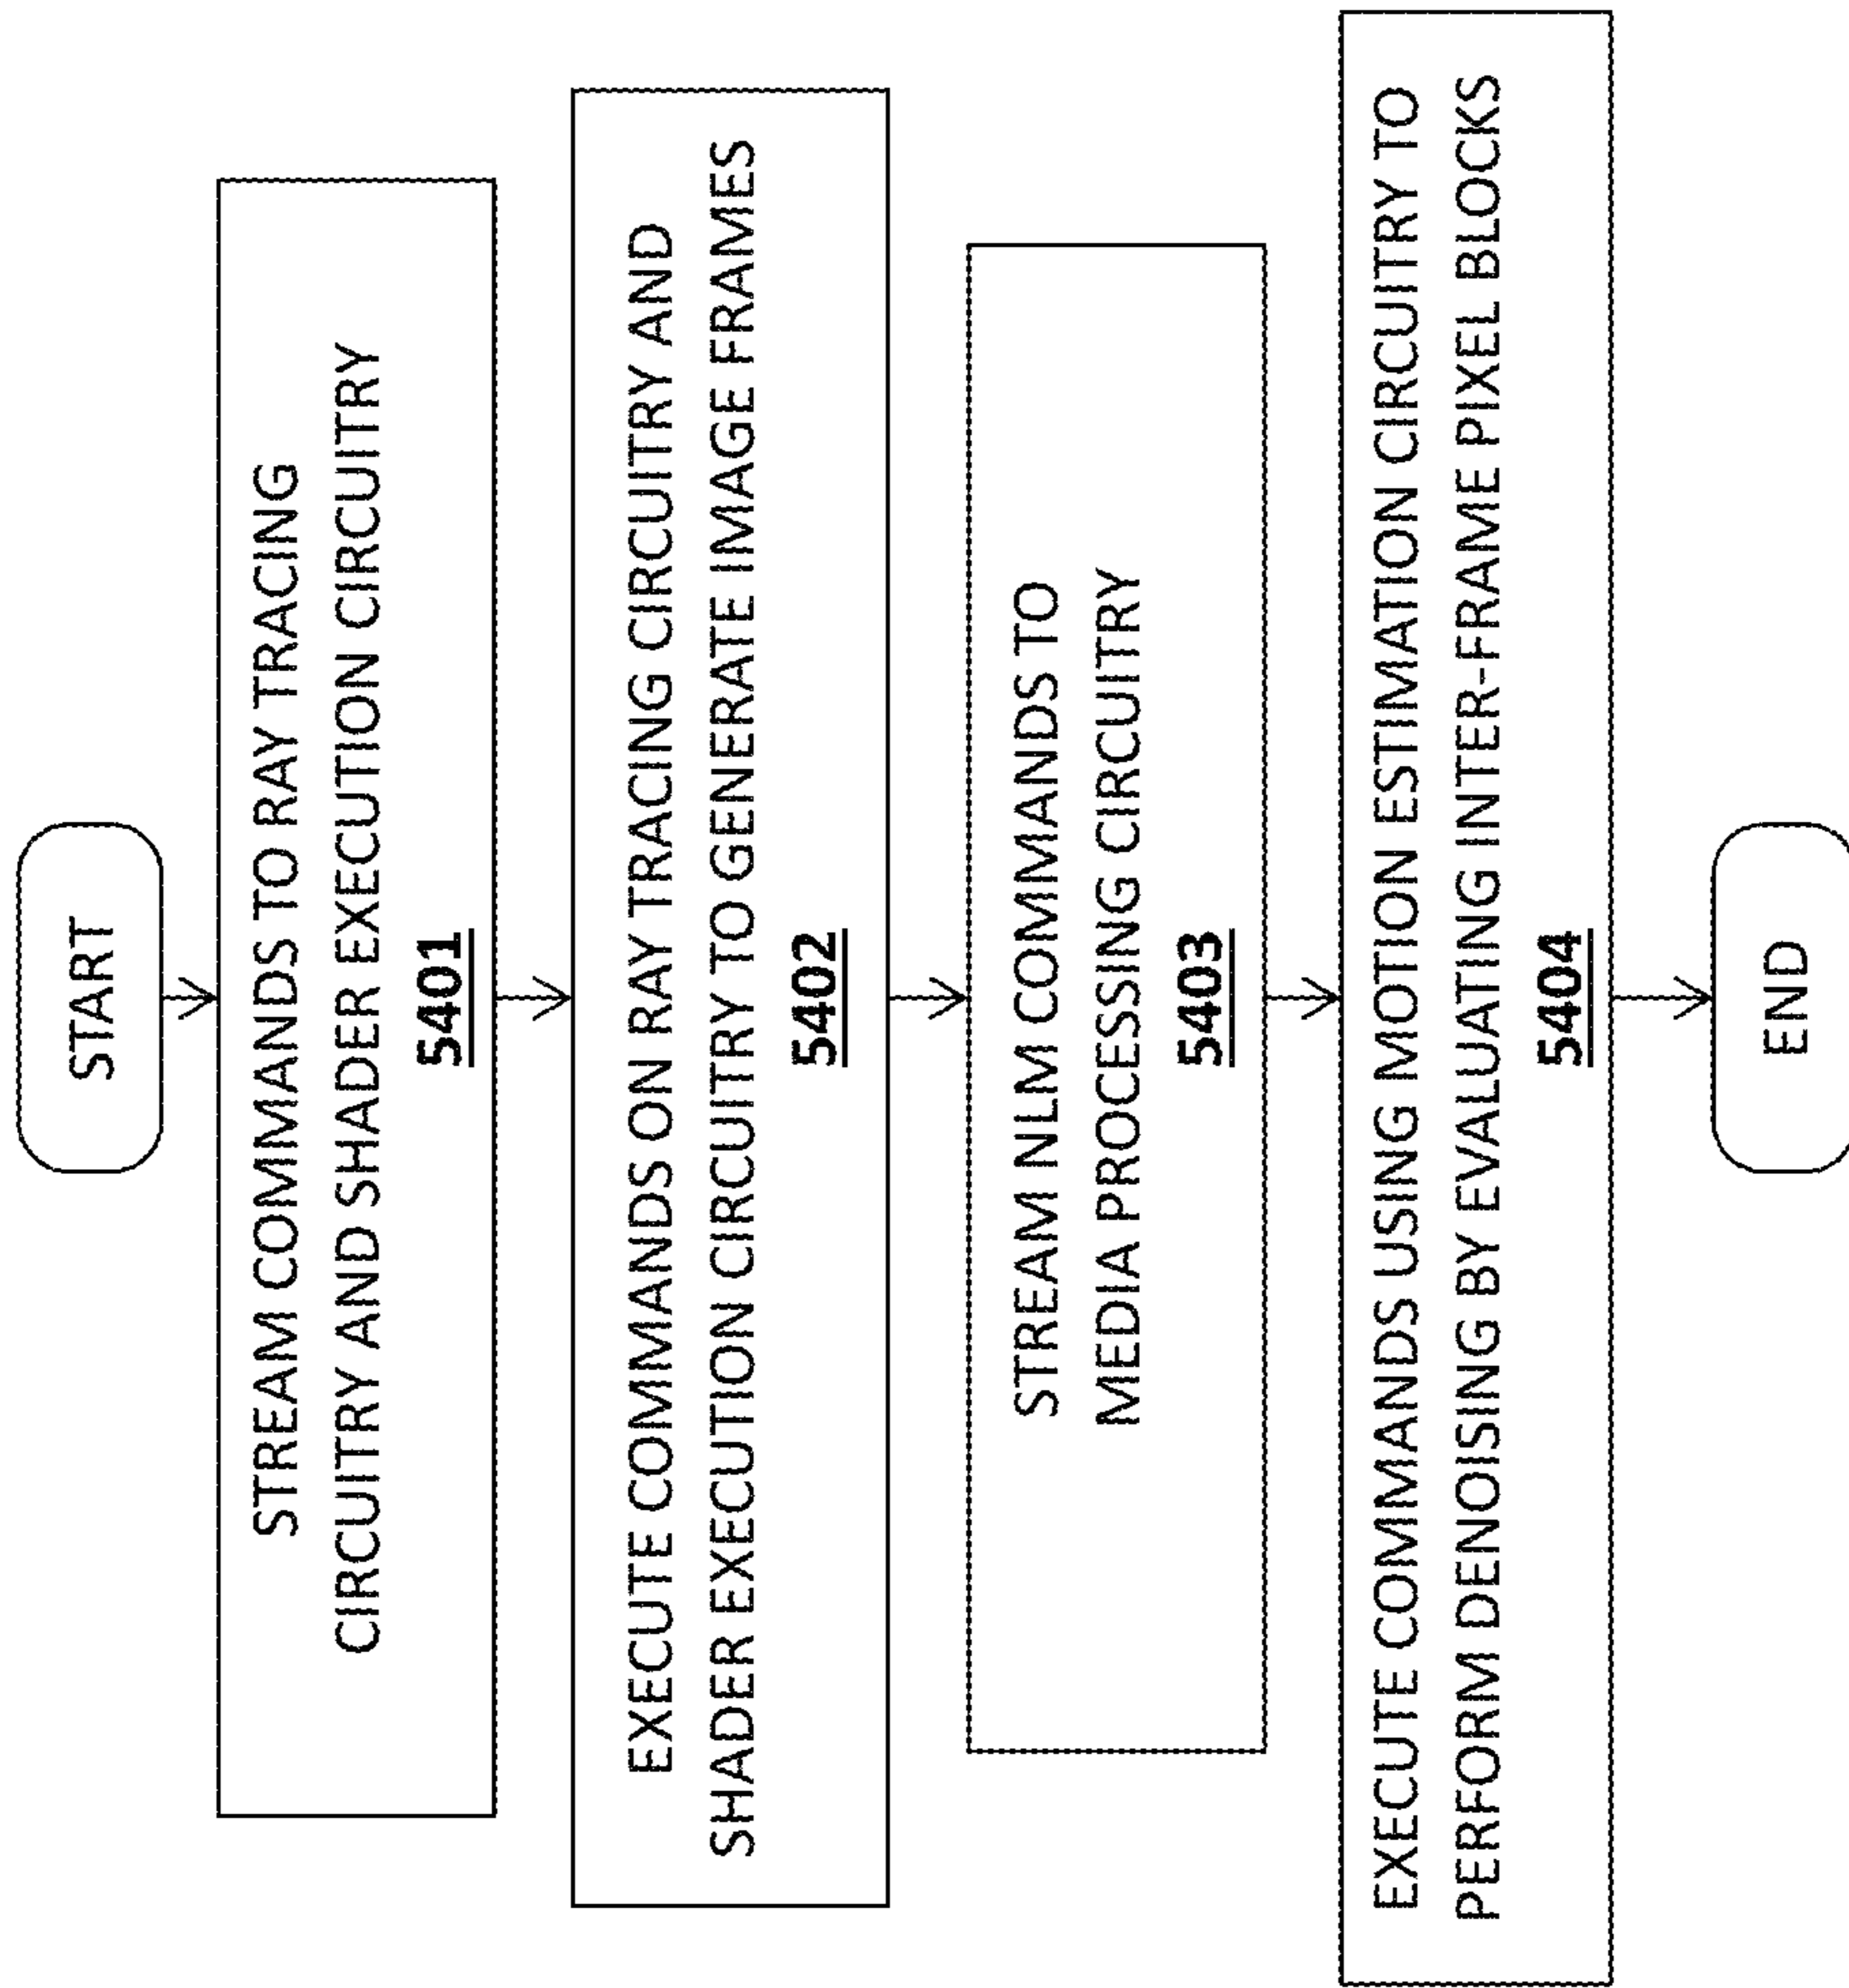 START
STREAM COMMANDS TO RAY TRACING
CIRCUITRY AND SHADER EXECUTION CIRCUITRY
5401
EXECUTE COMMANDS ON RAY TRACING CIRCUITRY AND
SHADER EXECUTION CIRCUITRY TO GENERATE IMAGE FRAMES
5402
STREAM NLM COMMANDS TO
MEDIA PROCESSING CIRCUITRY
5403
EXECUTE COMMANDS USING MOTION ESTIMATION CIRCUITRY TO
PERFORM DENOISING BY EVALUATING INTER-FRAME PIXEL BLOCKS
5404
END